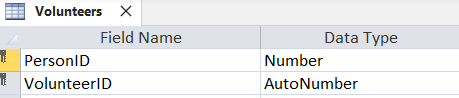 Volunteers
Field Name Data Type
PersonID Number
VolunteerID AutoNumber